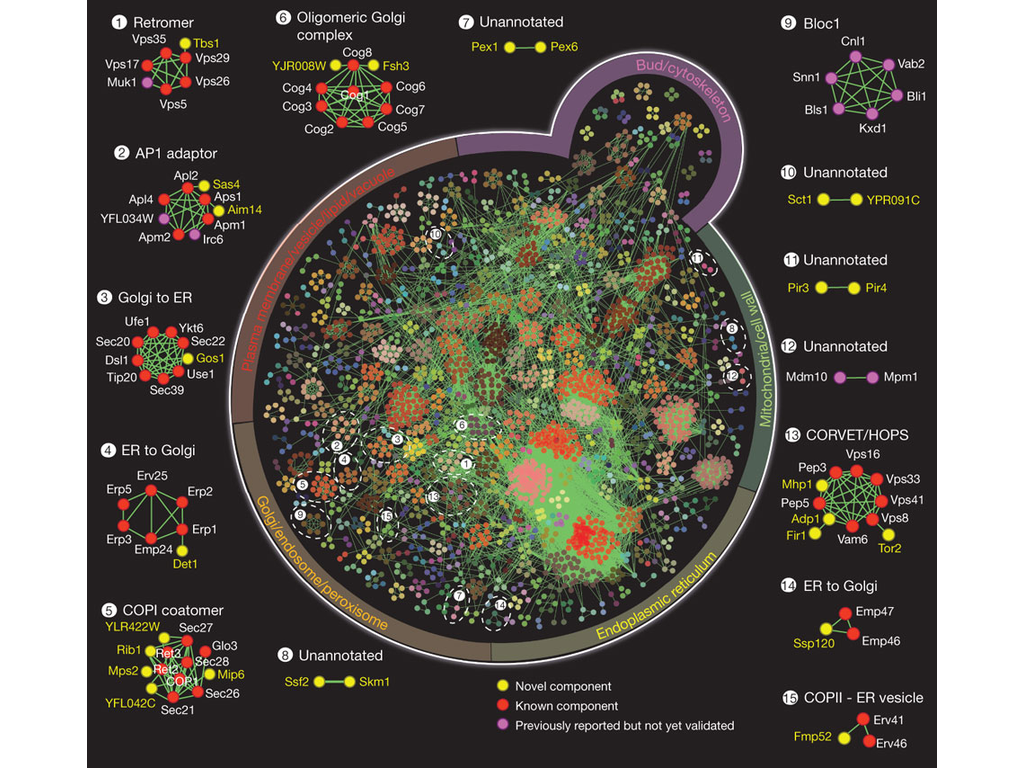 1 Retromer
Vps35
Tbs1
Vps17
Vps29
Muk1
Vps26
Vps5
2 AP1 adaptor
Apl2
Sas4
Apl4
Aps1
Aim14
YFL034W
Apm1
Apm2
Irc6
3 Golgi to ER
Ufe1
Ykt6
Sec20
Sec22
Dsl1
Gos1
Tip20
Use1
Sec39
4 ER to Golgi
Erv25
Erp5
Erp2
Erp1
Erp3
Emp24
Det1
5 COPI coatomer
YLR422W
Sec27
Rib1
Ret3
Glo3
Sec28
Mps2
Ret2
Mip6
COP1
Sec26
YFL042C
Sec21
6 Oligomeric Golgi
complex
Cog8
YJR008W
Fsh3
Cog4
Cog6
Cog1
Cog3
Cog7
Cog2
Cog5
7 Unannotated
Pex1
Pex6
Bud/cytoskeleton
Plasma membrane/vesicle/lipid/vacuole
Mitochondria/cell wall
Golgi/endosome/peroxisome
Endoplasmic reticulum
10
11
8
12
6
2
3
4
1
5
13
9
15
7
14
8 Unannotated
Ssf2
Skm1
Novel component
Known component
Previously reported but not yet validated
9 Bloc1
Cnl1
Vab2
Snn1
Bli1
Bls1
Kxd1
10 Unannotated
Sct1
YPR091C
11 Unannotated
Pir3
Pir4
12 Unannotated
Mdm10
Mpm1
13 CORVET/HOPS
Vps16
Pep3
Vps33
Mhp1
Pep5
Vps41
Adp1
Vps8
Fir1
Vam6
Tor2
14 ER to Golgi
Emp47
Ssp120
Emp46
15 COPII - ER vesicle
Erv41
Fmp52
Erv46